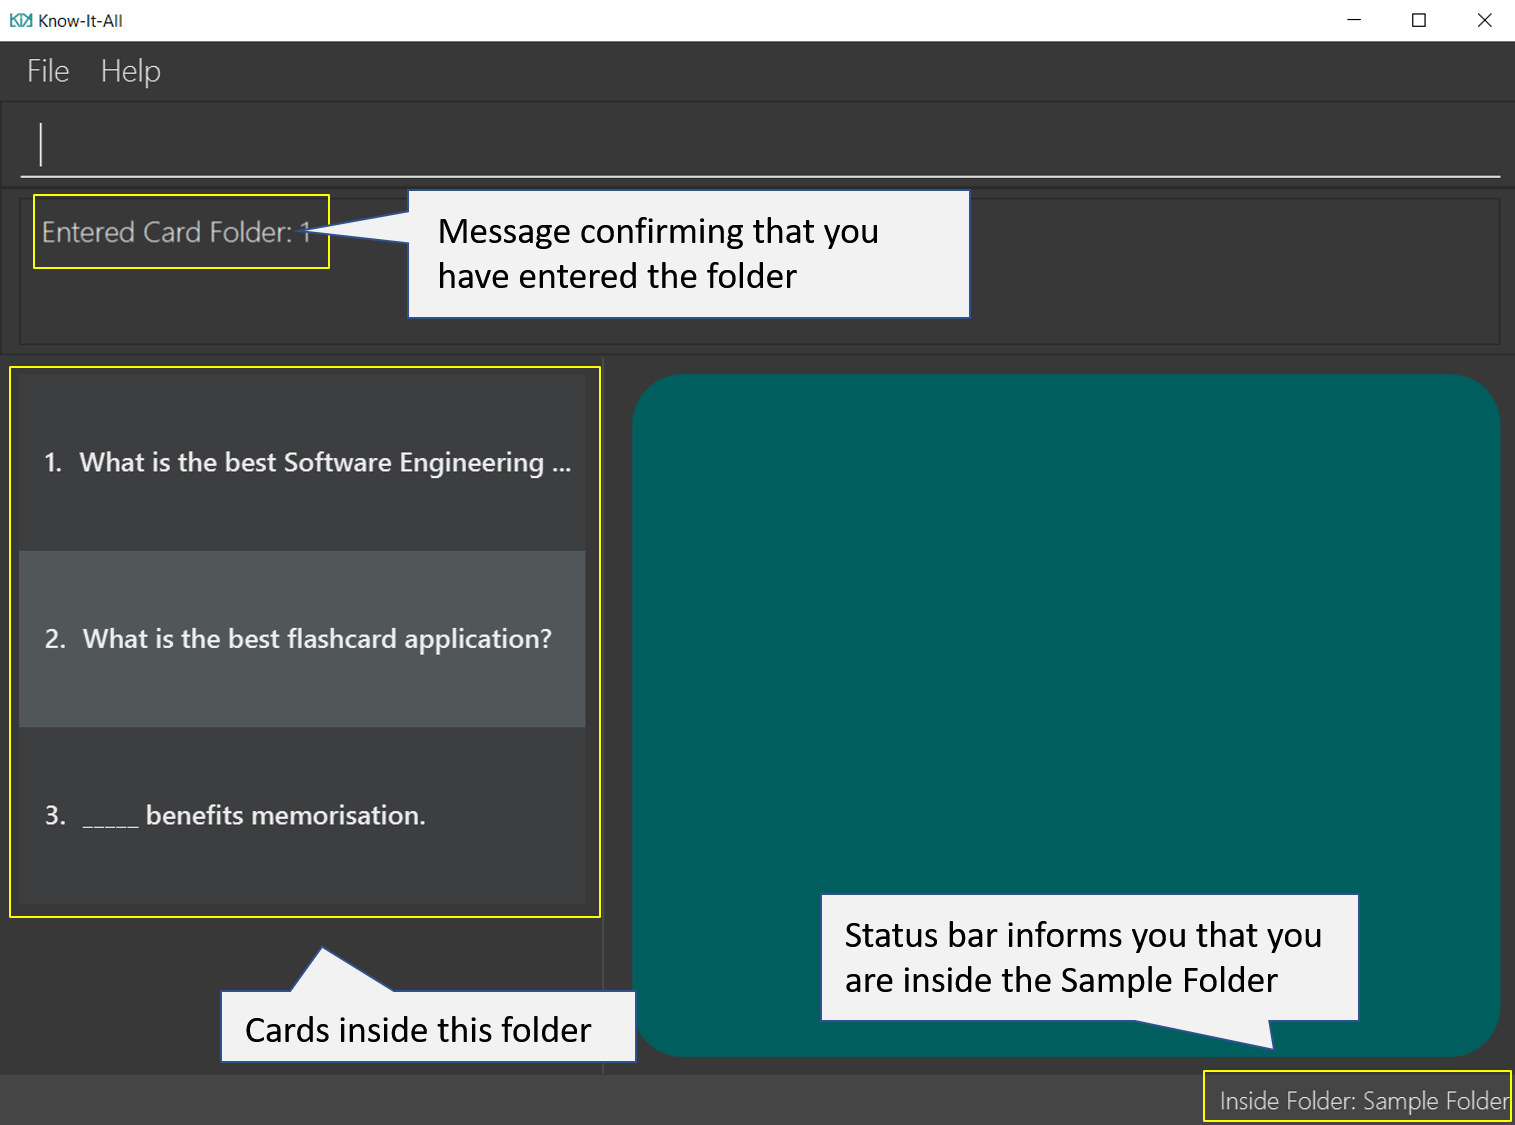 Know-It-All
File Help
Entered Card Folder: 1
Message confirming that you
have entered the folder
1. What is the best Software Engineering ...
2. What is the best flashcard application?
3. _____ benefits memorisation.
Cards inside this folder
Status bar informs you that you
are inside the Sample Folder
Inside Folder: Sample Folder